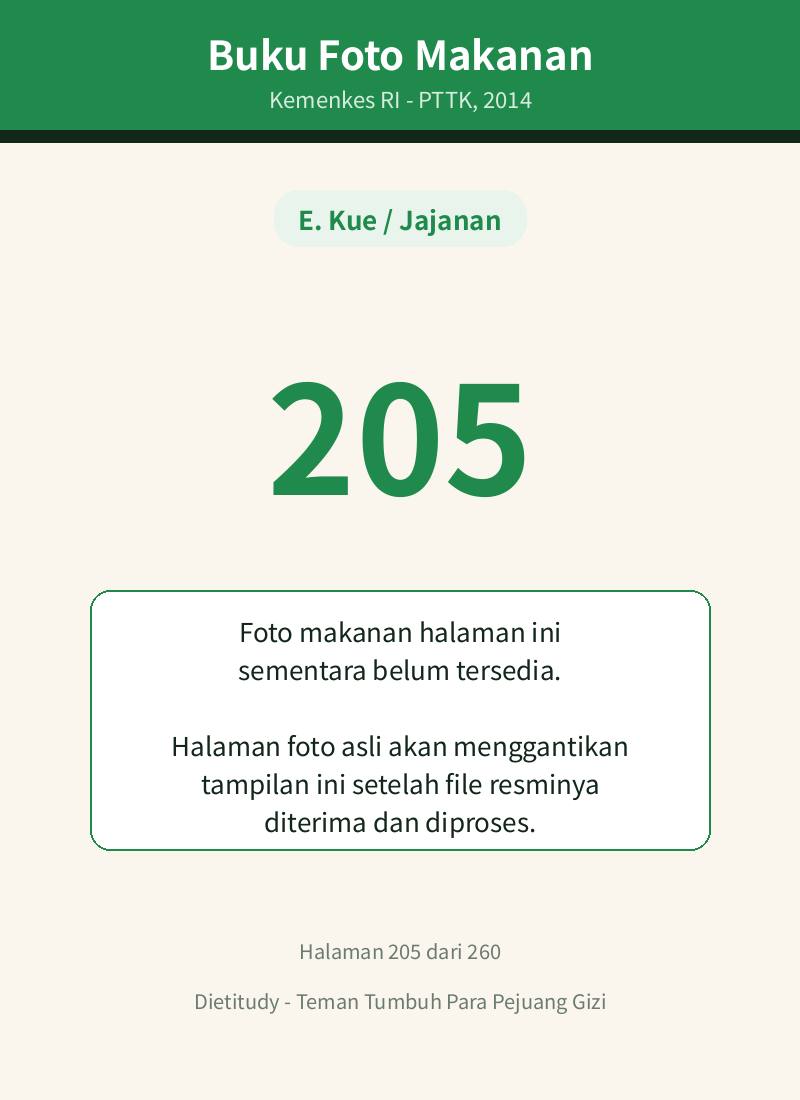 Buku Foto Makanan
Kemenkes RI - PTTK, 2014
E. Kue / Jajanan
205
Foto makanan halaman ini
sementara belum tersedia.
Halaman foto asli akan menggantikan
tampilan ini setelah file resminya
diterima dan diproses.
Halaman 205 dari 260
Dietitudy - Teman Tumbuh Para Pejuang Gizi